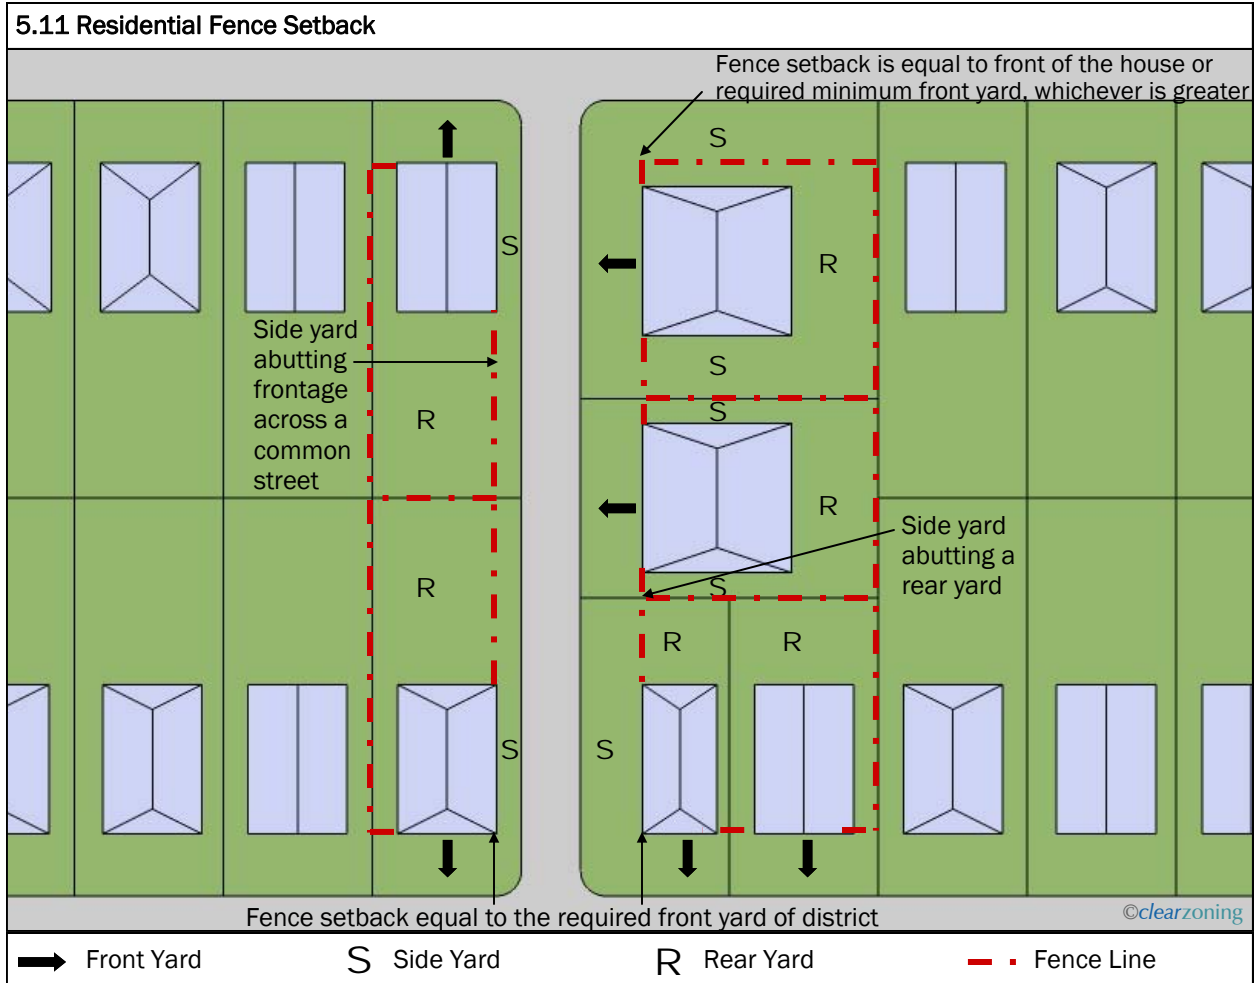 5.11 Residential Fence Setback
Fence setback is equal to front of the house or
required minimum front yard, whichever is greater
S
S
R
S
Side yard
abutting
frontage
across a
common
street
R
S
S
R
Side yard
abutting a
rear yard
R
S
R
R
S
S
Fence setback equal to the required front yard of district
©clearzoning
Front Yard
S Side Yard
R Rear Yard
Fence Line